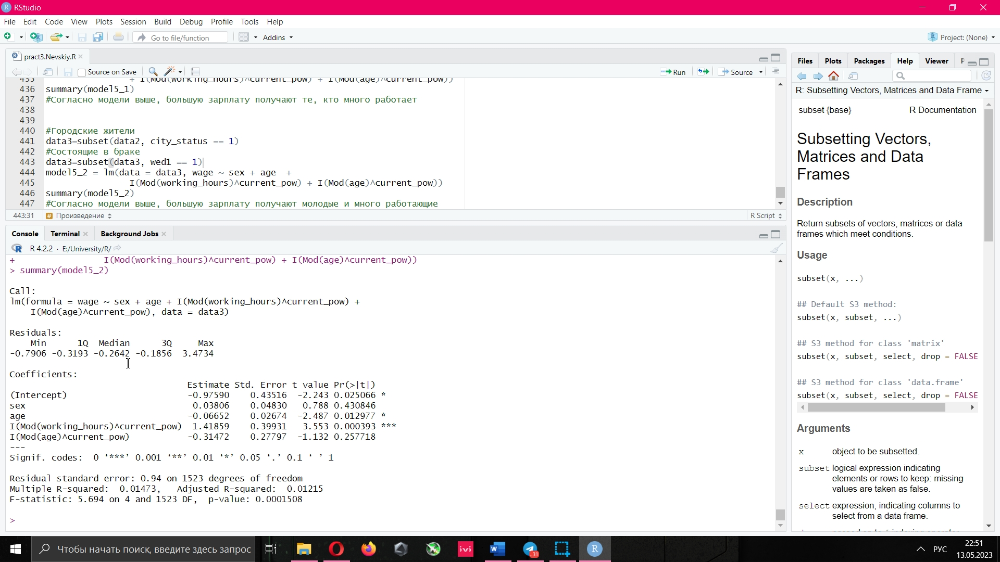 RStudio
File Edit Code View Plots Session Build Debug Profile Tools Help
Go to file/function Addins Project: (None)
pract3.Nevskiy.R
Source on Save Run Source
435 + I(Mod(working_hours)^current_pow) + I(Mod(age)^current_pow))
436 summary(model5_1)
437 #Согласно модели выше, большую зарплату получают те, кто много работает
438
439
440 #Городские жители
441 data3=subset(data2, city_status == 1)
442 #Состоящие в браке
443 data3=subset(data3, wed1 == 1)
444 model5_2 = lm(data = data3, wage ~ sex + age +
445 I(Mod(working_hours)^current_pow) + I(Mod(age)^current_pow))
446 summary(model5_2)
447 #Согласно модели выше, большую зарплату получают молодые и много работающие
443:31 # Произведение R Script
Console Terminal Background Jobs
R 4.2.2 · E:/University/R/
+ I(Mod(working_hours)^current_pow) + I(Mod(age)^current_pow))
> summary(model5_2)
Call:
lm(formula = wage ~ sex + age + I(Mod(working_hours)^current_pow) +
I(Mod(age)^current_pow), data = data3)
Residuals:
Min 1Q Median 3Q Max
-0.7906 -0.3193 -0.2642 -0.1856 3.4734
Coefficients:
Estimate Std. Error t value Pr(>|t|)
(Intercept) -0.97590 0.43516 -2.243 0.025066 *
sex 0.03806 0.04830 0.788 0.430846
age -0.06652 0.02674 -2.487 0.012977 *
I(Mod(working_hours)^current_pow) 1.41859 0.39931 3.553 0.000393 ***
I(Mod(age)^current_pow) -0.31472 0.27797 -1.132 0.257718
---
Signif. codes: 0 ‘***’ 0.001 ‘**’ 0.01 ‘*’ 0.05 ‘.’ 0.1 ‘ ’ 1
Residual standard error: 0.94 on 1523 degrees of freedom
Multiple R-squared: 0.01473, Adjusted R-squared: 0.01215
F-statistic: 5.694 on 4 and 1523 DF, p-value: 0.0001508
>
Files Plots Packages Help Viewer P
R: Subsetting Vectors, Matrices and Data Frame
subset {base} R Documentation
Subsetting Vectors,
Matrices and Data
Frames
Description
Return subsets of vectors, matrices or data
frames which meet conditions.
Usage
subset(x, ...)
## Default S3 method:
subset(x, subset, ...)
## S3 method for class 'matrix'
subset(x, subset, select, drop = FALSE
## S3 method for class 'data.frame'
subset(x, subset, select, drop = FALSE
Arguments
x object to be subsetted.
subset logical expression indicating
elements or rows to keep: missing
values are taken as false.
select expression, indicating columns to
select from a data frame.
Чтобы начать поиск, введите здесь запрос
ivi
W
31
R
РУС
22:51
13.05.2023